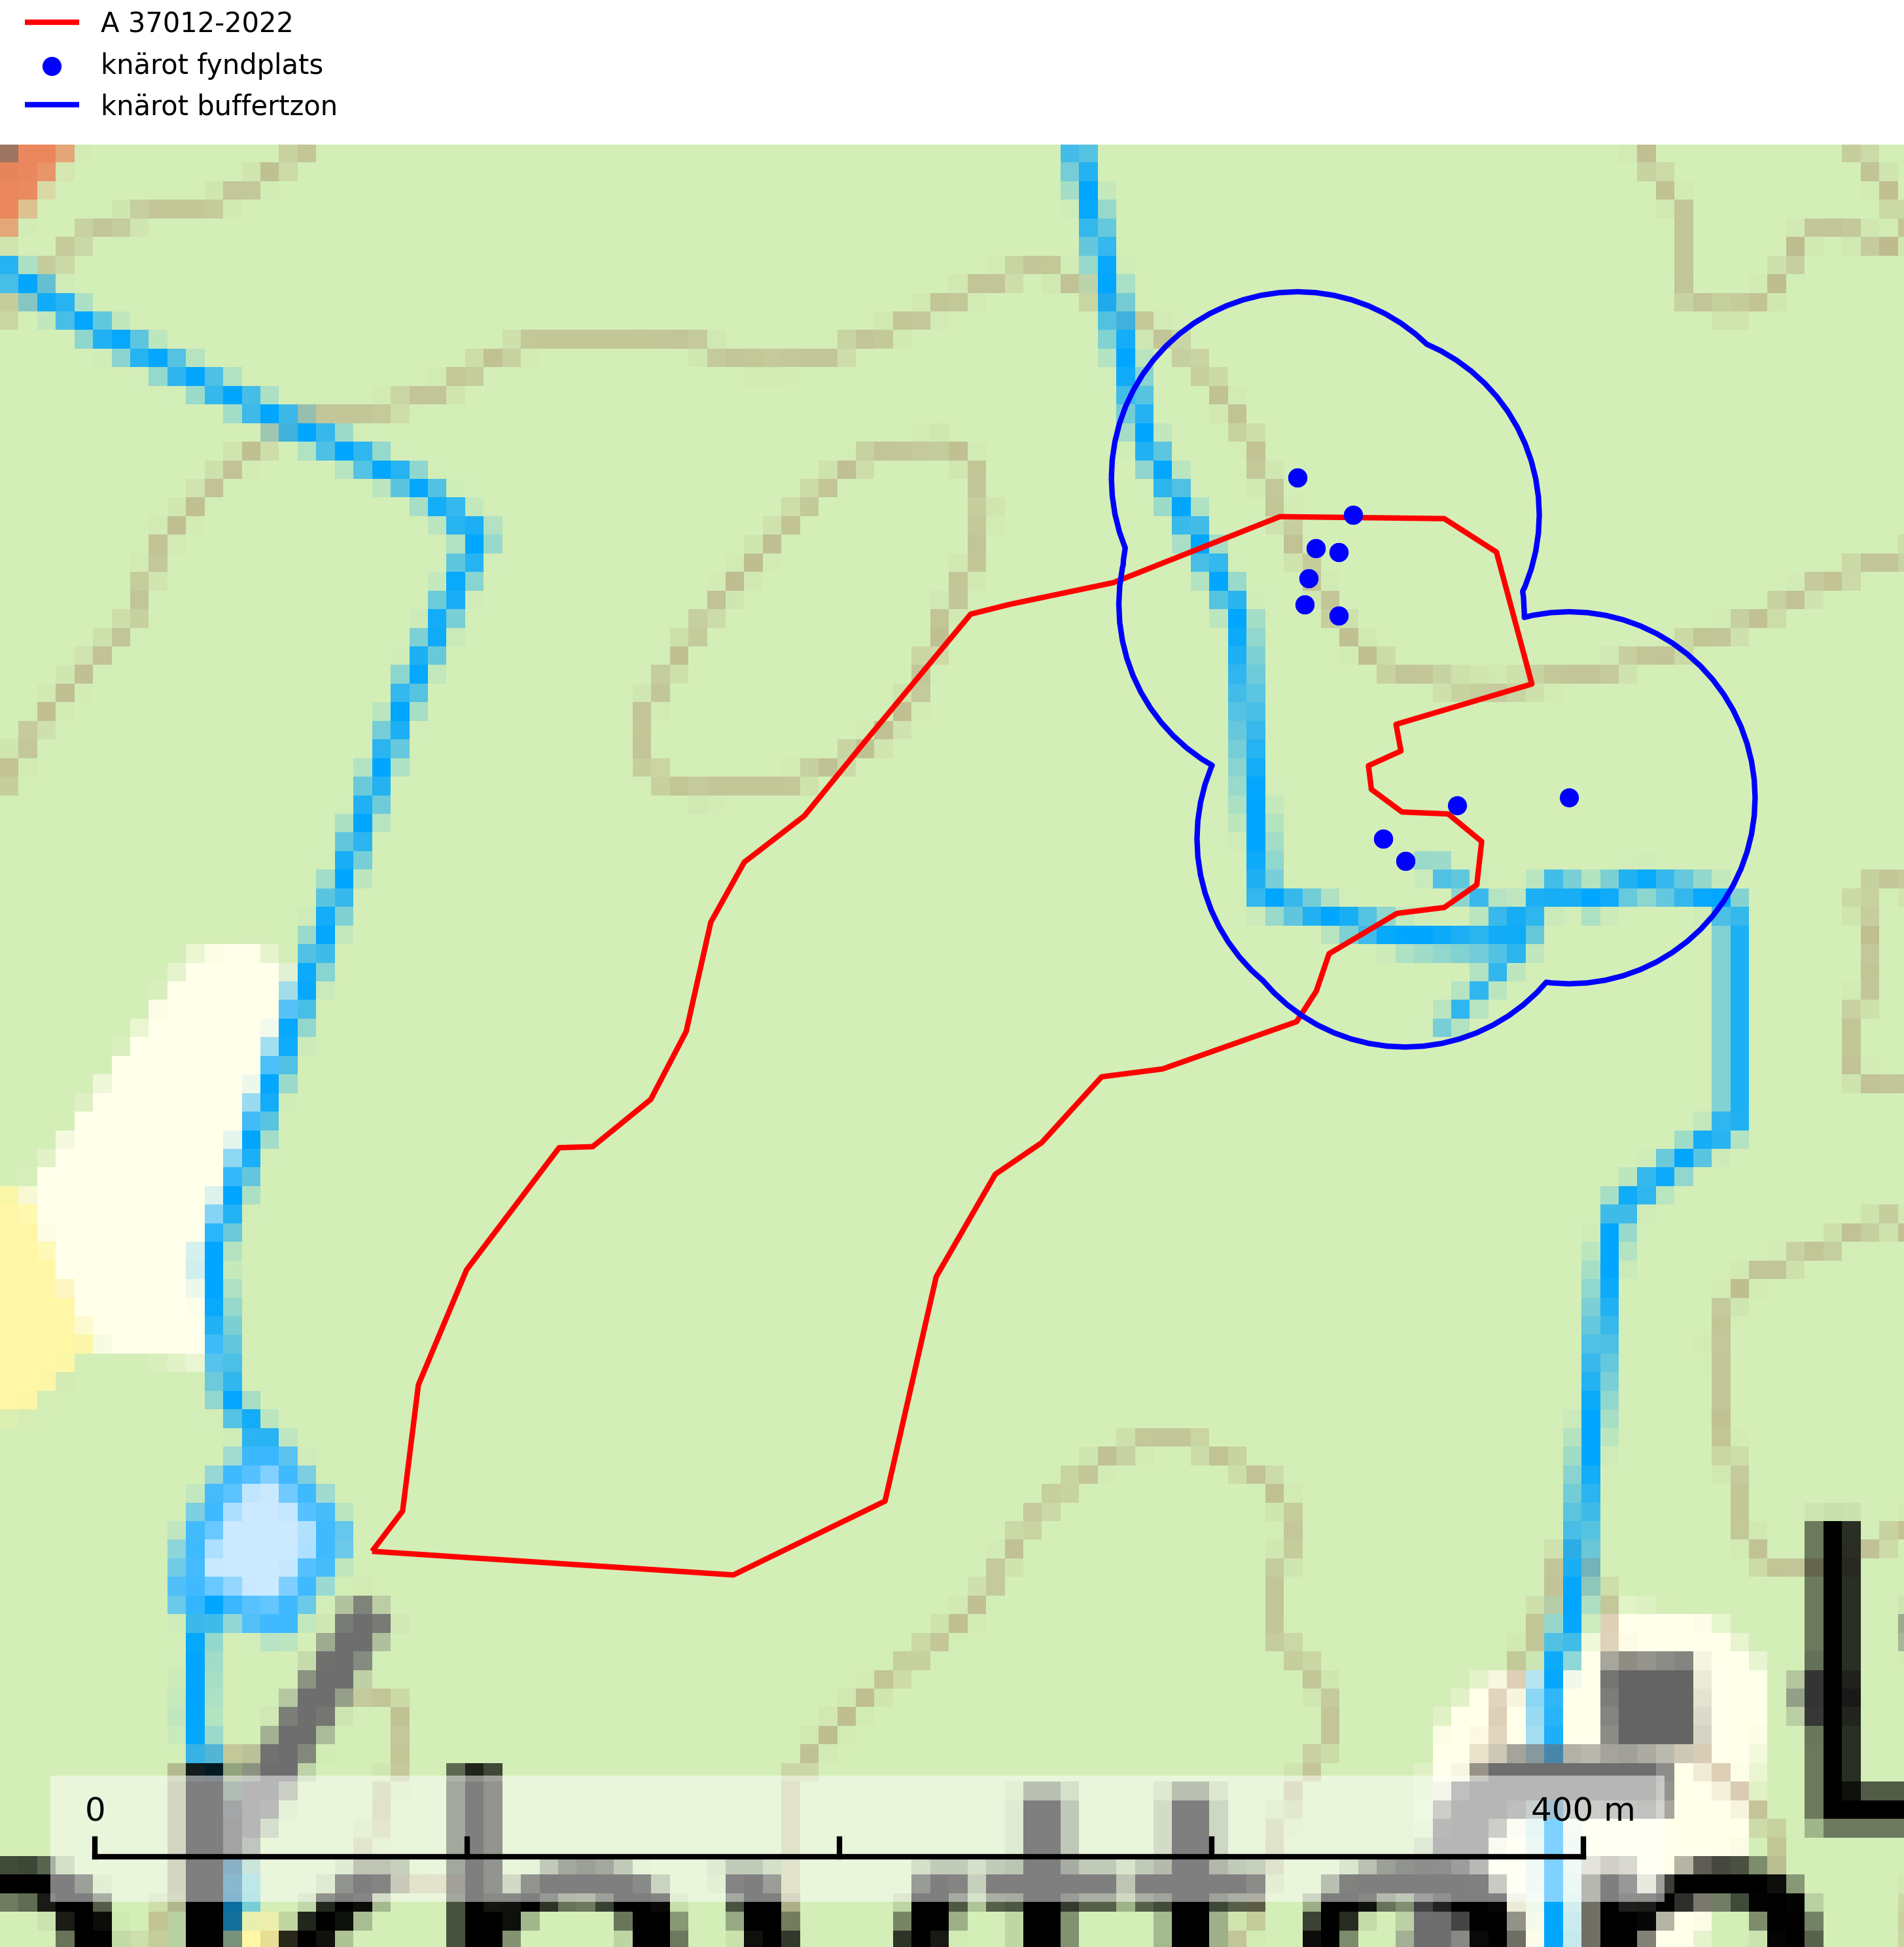 A 37012-2022
knärot fyndplats
knärot buffertzon
0
400 m